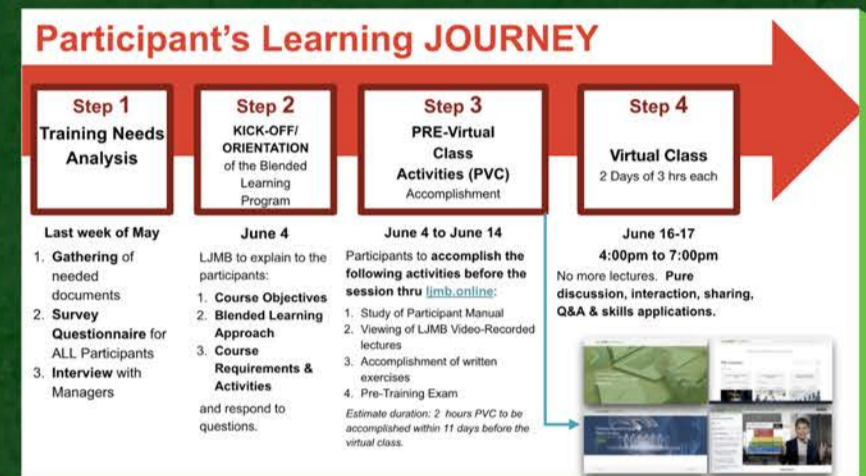 Participant's Learning JOURNEY
Step 1
Training Needs
Analysis
Last week of May
1. Gathering of
needed
documents
2. Survey
Questionnaire for
ALL Participants
3. Interview with
Managers
Step 2
KICK-OFF/
ORIENTATION
of the Blended
Learning
Program
June 4
LJMB to explain to the
participants:
1. Course Objectives
2. Blended Learning
Approach
3. Course
Requirements &
Activities
and respond to
questions.
Step 3
PRE-Virtual
Class
Activities (PVC)
Accomplishment
June 4 to June 14
Participants to accomplish the
following activities before the
session thru ljmb.online:
1. Study of Participant Manual
2. Viewing of LJMB Video-Recorded
lectures
3. Accomplishment of written
exercises
4. Pre-Training Exam
Estimate duration: 2 hours PVC to be
accomplished within 11 days before the
virtual class.
Step 4
Virtual Class
2 Days of 3 hrs each
June 16-17
4:00pm to 7:00pm
No more lectures. Pure
discussion, interaction, sharing,
Q&A & skills applications.